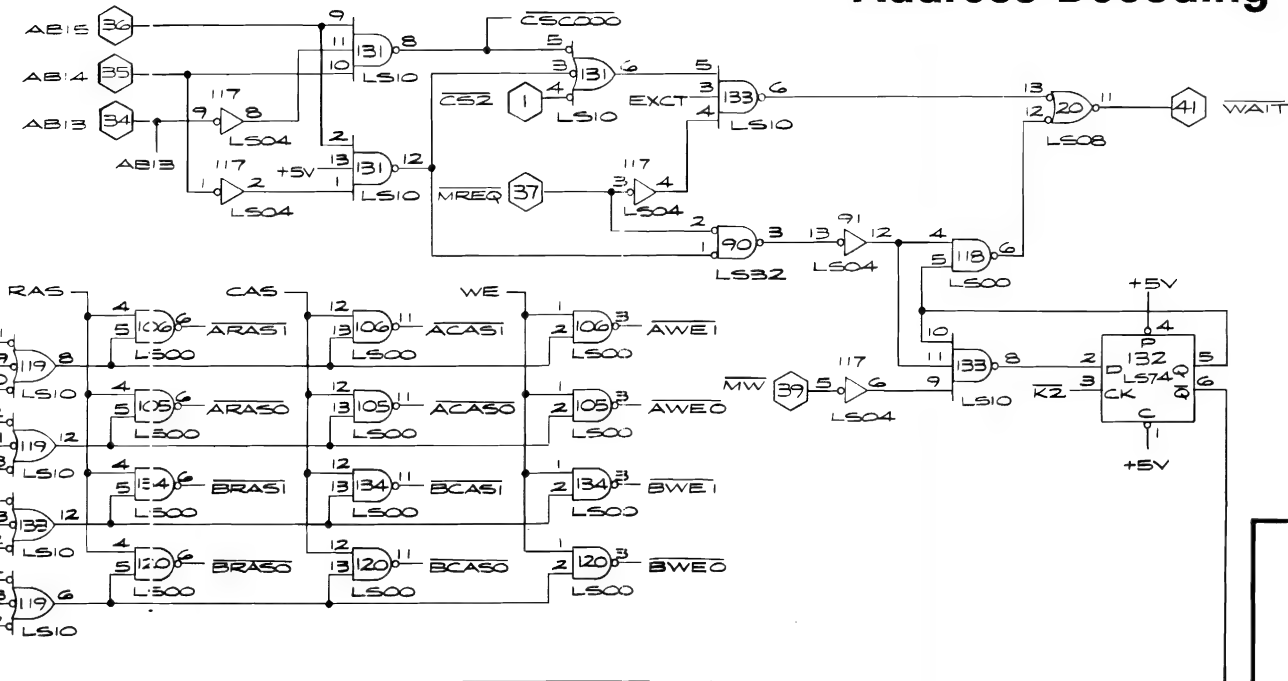 Address Decoding
AB15 36
AB14 35
AB13 34
AB13
9 11 10 131 8 LS10
CSC000
117 9 8 LS04
117 1 2 LS04
2 13 1 131 12 LS10
+5V
5 3 4 131 6 LS10
CS2 1
EXCT
5 3 4 133 6 LS10
MREQ 37
117 3 4 LS04
2 1 90 3 LS32
91 13 12 LS04
4 5 118 6 LS00
13 12 20 11 LS08
41 WAIT
RAS CAS WE
119 8 LS10
4 5 106 6 LS00 ARAS1
12 13 106 11 LS00 ACAS1
1 2 106 3 LS00 AWE1
119 12 LS10
4 5 105 6 LS00 ARAS0
12 13 105 11 LS00 ACAS0
1 2 105 3 LS00 AWE0
133 12 LS10
4 5 134 6 LS00 BRAS1
12 13 134 11 LS00 BCAS1
1 2 134 3 LS00 BWE1
119 6 LS10
4 5 120 6 LS00 BRAS0
12 13 120 11 LS00 BCAS0
1 2 120 3 LS00 BWE0
MW 39
117 5 6 LS04
10 11 9 133 8 LS10
+5V
4 P
2 D 132 Q 5
LS74
K2 3 CK Q 6
C 1
+5V